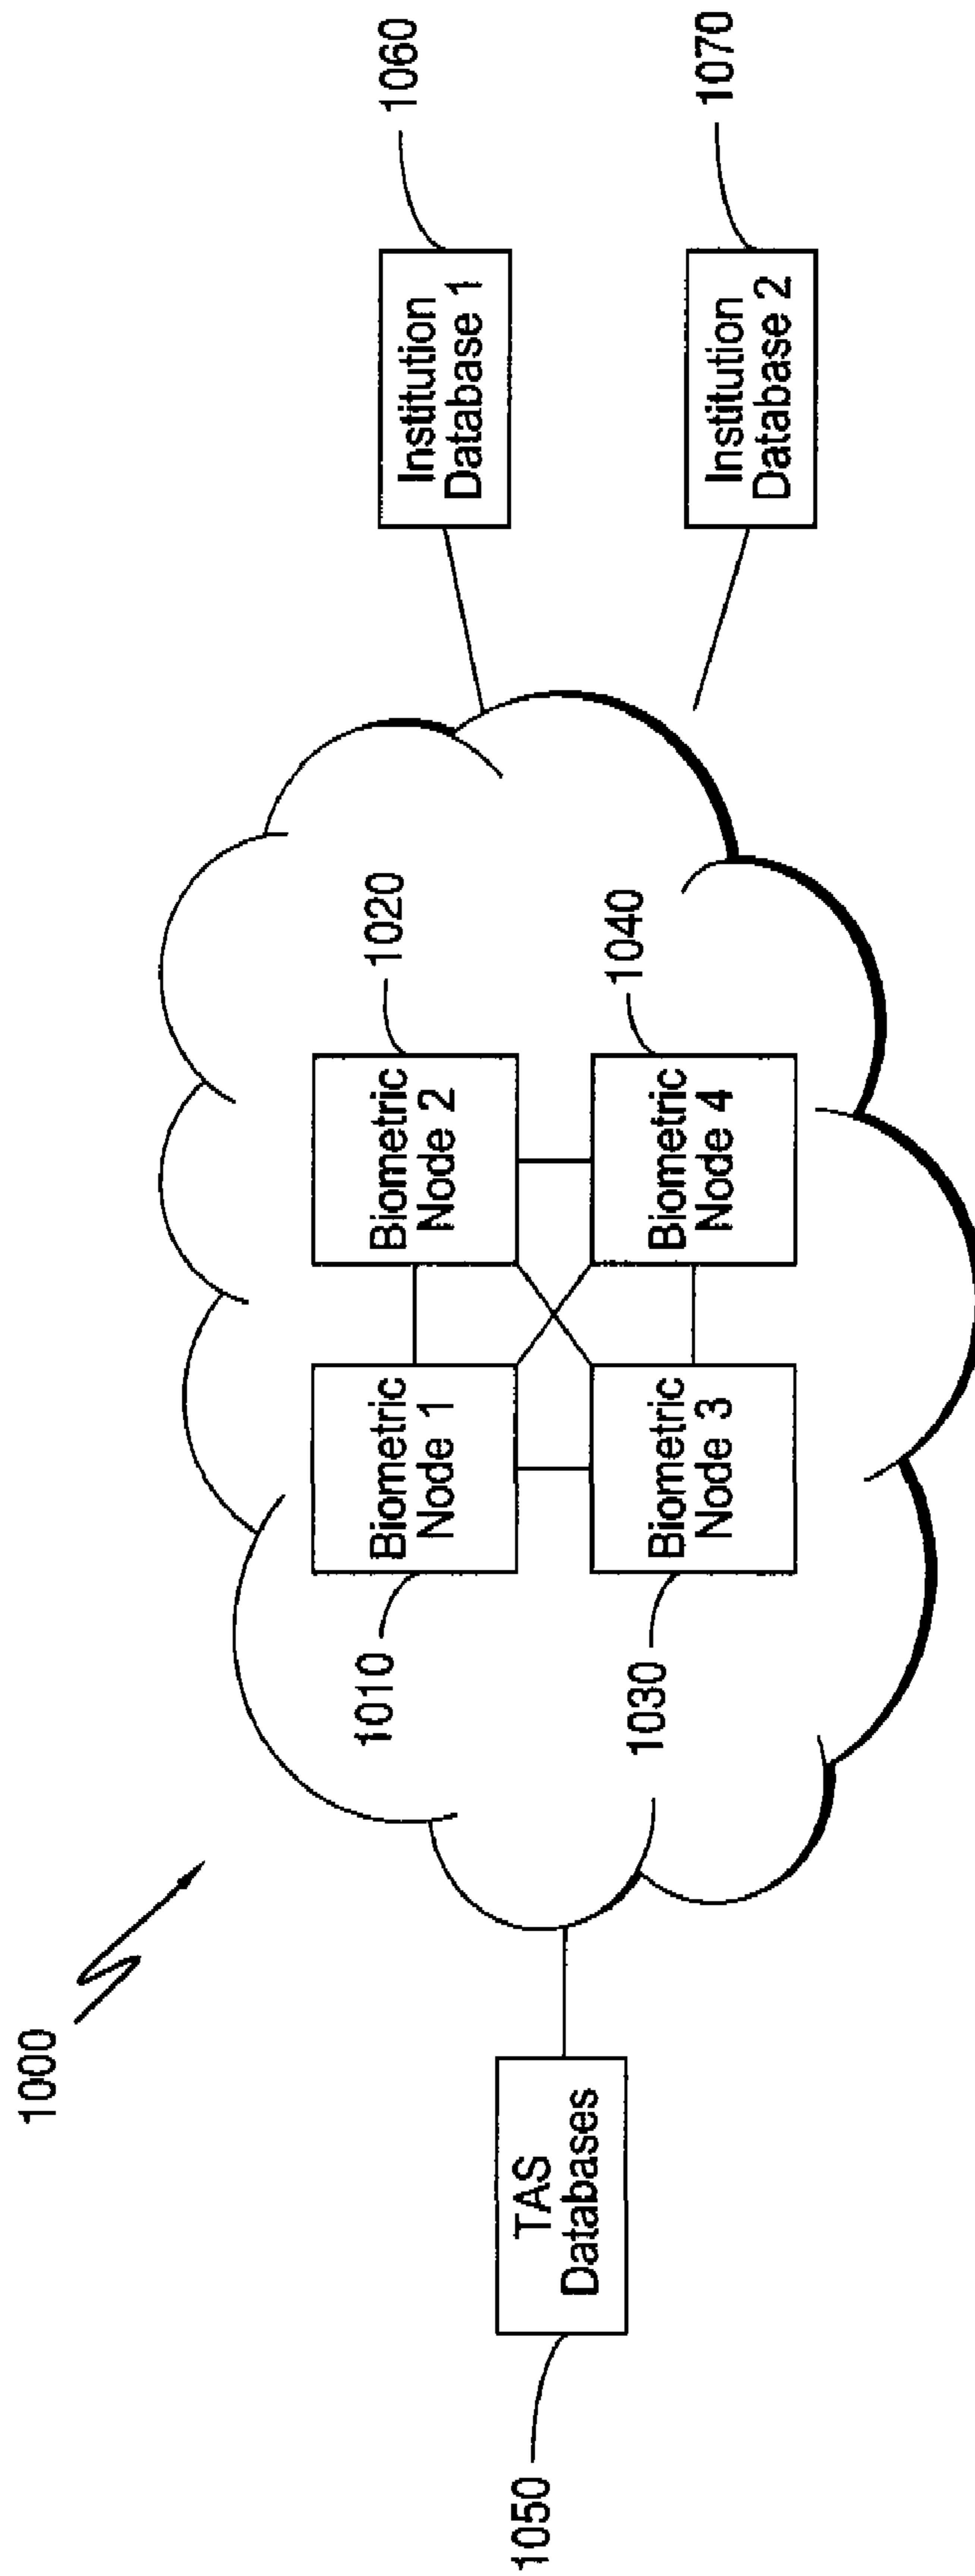 1000
1060
Institution
Database 1
1020
Biometric
Node 1
Biometric
Node 2
1010
1050
TAS
Databases
1070
Institution
Database 2
1040
Biometric
Node 3
Biometric
Node 4
1030